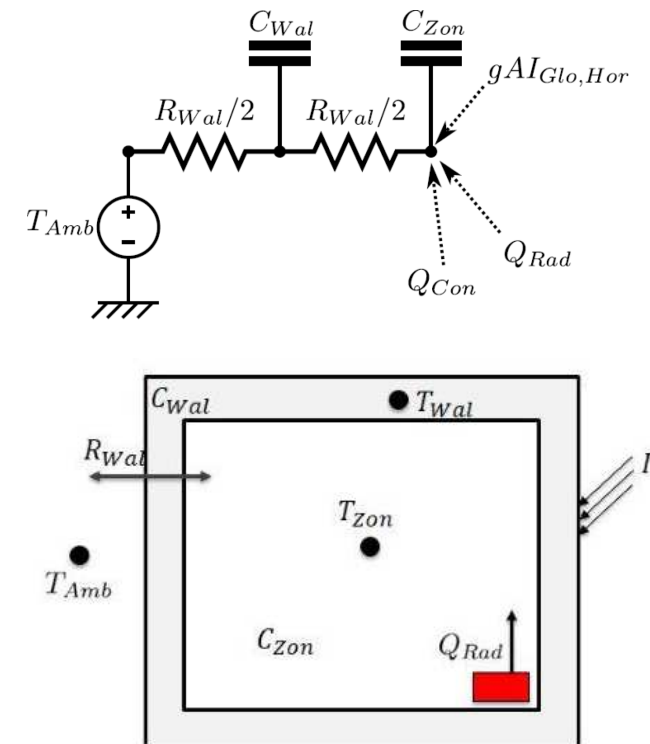 C_{Wal} C_{Zon}
gAI_{Glo,Hor}
R_{Wal}/2 R_{Wal}/2
T_{Amb} + -
Q_{Rad}
Q_{Con}
C_{Wal} T_{Wal}
R_{Wal}
I
T_{Zon}
T_{Amb}
C_{Zon} Q_{Rad}